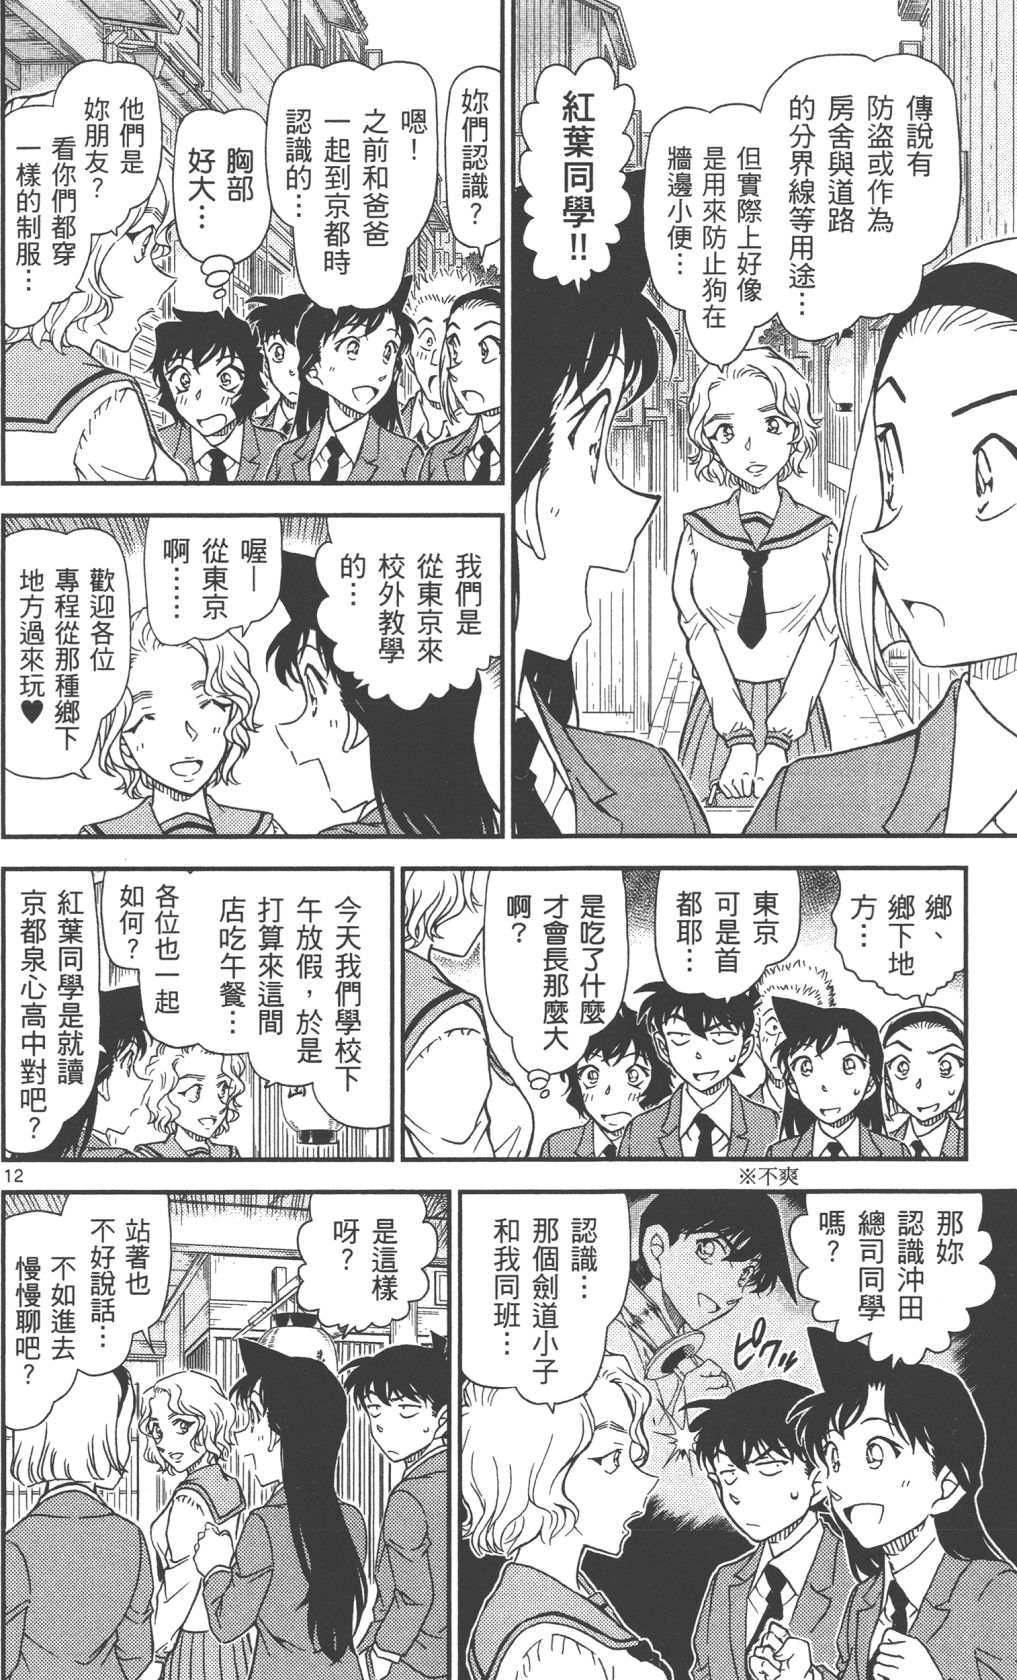 傳說有
防盜或作為
房舍與道路
的分界線等用途…
但實際上好像
是用來防止狗在
牆邊小便…
紅葉同學!!
妳們認識?
嗯!
之前和爸爸
一起到京都時
認識的…
胸部
好大…
他們是
妳朋友?
看你們都穿
一樣的制服…
我們是
從東京來
校外教學
的…
喔—
從東京
啊……
歡迎各位
專程從那種鄉下
地方過來玩♥
鄉、
鄉下地
方…
東京
可是首
都耶…
是吃了什麼
才會長那麼大
啊?
今天我們學校下
午放假,於是
打算來這間
店吃午餐…
各位也一起
如何?
紅葉同學是就讀
京都泉心高中對吧?
12
※不爽
那妳
認識沖田
總司同學
嗎?
ピクッ
認識…
那個劍道小子
和我同班…
是這樣
呀?
站著也
不好說話…
不如進去
慢慢聊吧?